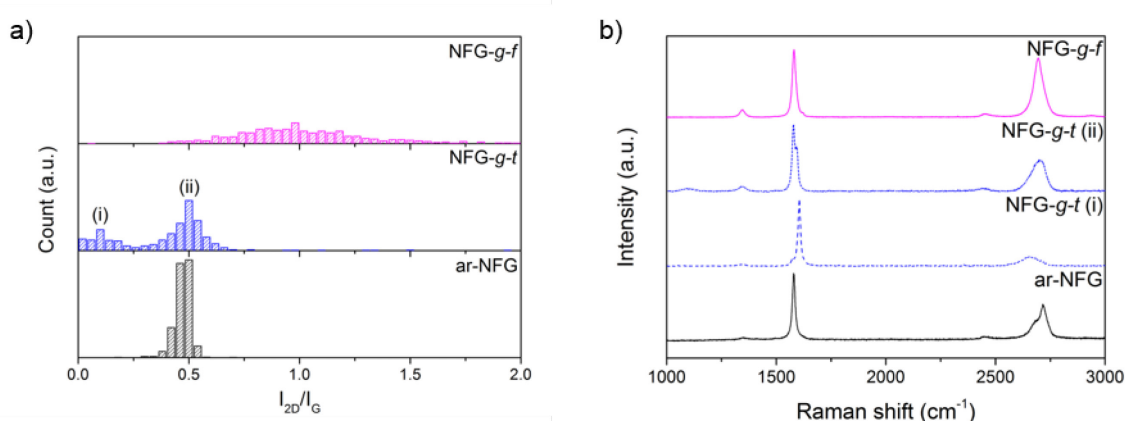 a)
NFG-g-f
NFG-g-t
(i)
(ii)
ar-NFG
Count (a.u.)
0.0 0.5 1.0 1.5 2.0
I2D/IG
b)
NFG-g-f
NFG-g-t (ii)
NFG-g-t (i)
ar-NFG
Intensity (a.u.)
1000 1500 2000 2500 3000
Raman shift (cm-1)